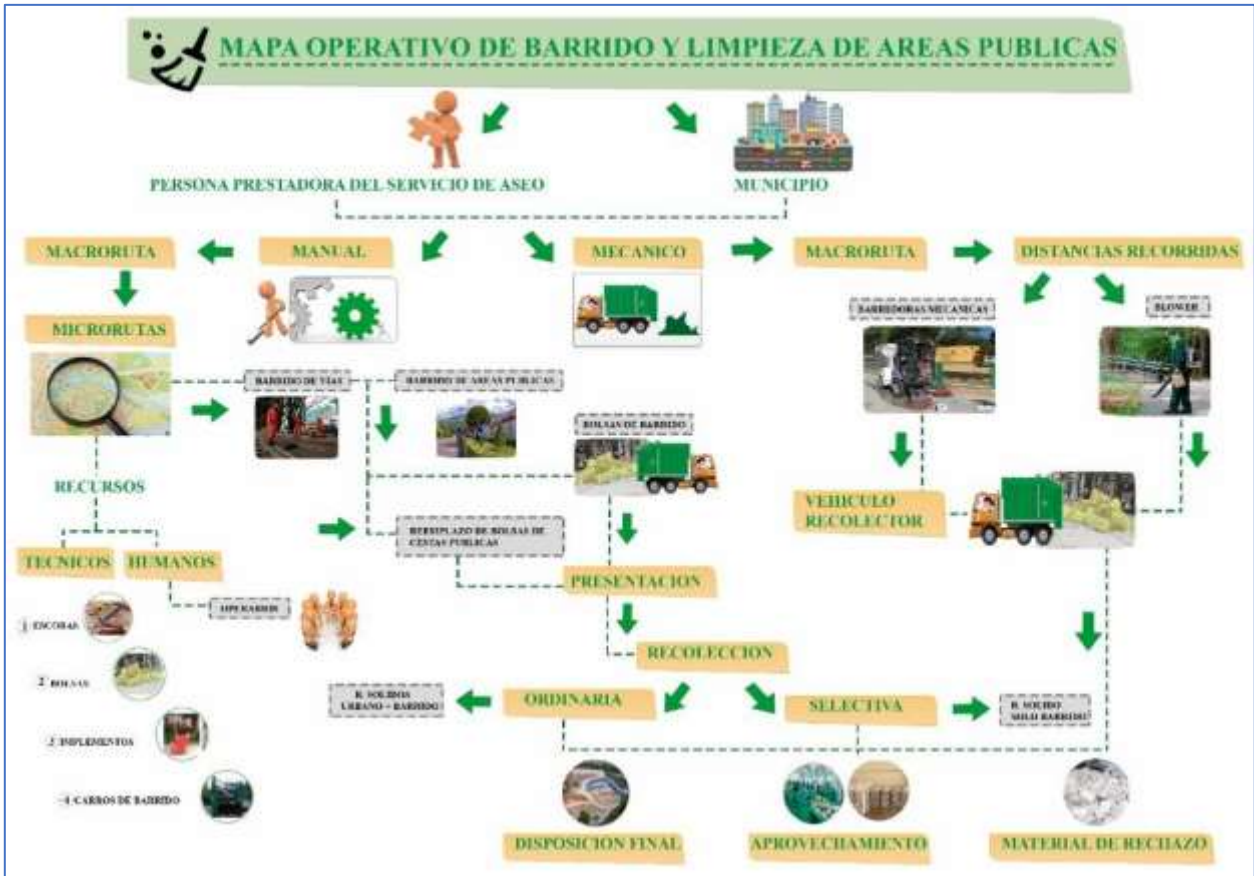 MAPA OPERATIVO DE BARRIDO Y LIMPIEZA DE AREAS PUBLICAS
PERSONA PRESTADORA DEL SERVICIO DE ASEO
MUNICIPIO
MACRORUTA
MANUAL
MECANICO
MACRORUTA
DISTANCIAS RECORRIDAS
MICRORUTAS
BARREDORAS MECANICAS
BLOWER
BARRIDO DE VIAS
BARRIDO DE AREAS PUBLICAS
BOLSAS DE BARRIDO
RECURSOS
VEHICULO
RECOLECTOR
REEMPLAZO DE BOLSAS DE
CESTAS PUBLICAS
TECNICOS
HUMANOS
PRESENTACION
OPERARIOS
1 ESCOBAS
RECOLECCION
2 BOLSAS
R. SOLIDOS
URBANO + BARRIDO
ORDINARIA
SELECTIVA
R. SOLIDO
SOLO BARRIDO
3 IMPLEMENTOS
4 CARROS DE BARRIDO
DISPOSICION FINAL
APROVECHAMIENTO
MATERIAL DE RECHAZO